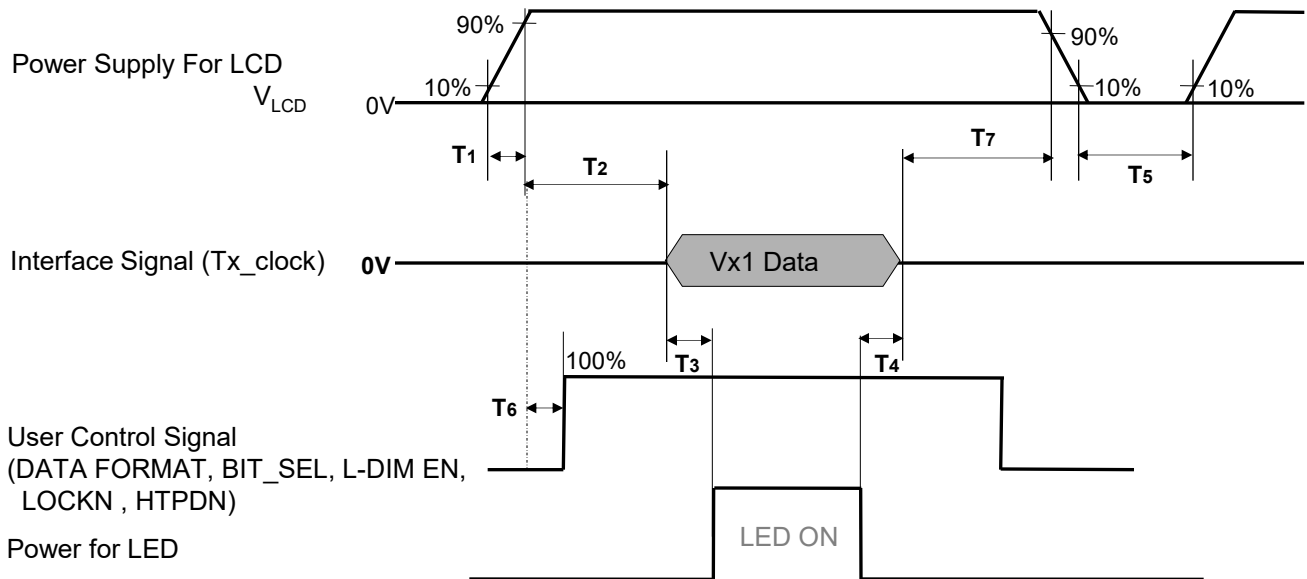 90%
90%
Power Supply For LCD
VLCD
10%
10%
10%
0V
T1
T2
T7
T5
Interface Signal (Tx_clock)
0V
Vx1 Data
100%
T3
T4
T6
User Control Signal
(DATA FORMAT, BIT_SEL, L-DIM EN,
LOCKN , HTPDN)
LED ON
Power for LED